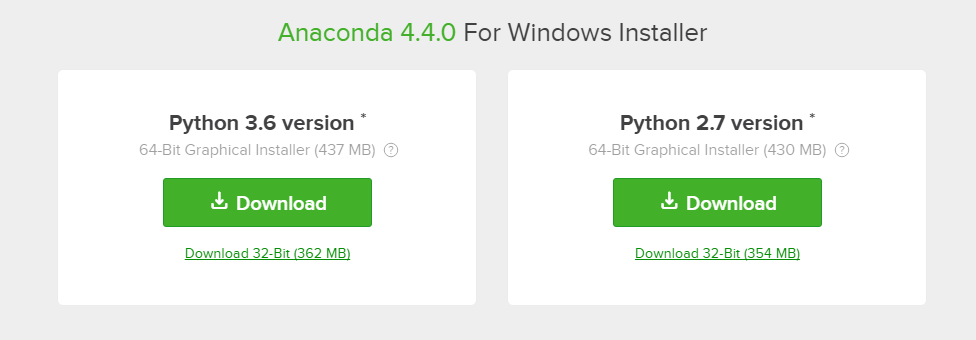 Anaconda 4.4.0 For Windows Installer
Python 3.6 version *
64-Bit Graphical Installer (437 MB) ?
Download
Download 32-Bit (362 MB)
Python 2.7 version *
64-Bit Graphical Installer (430 MB) ?
Download
Download 32-Bit (354 MB)